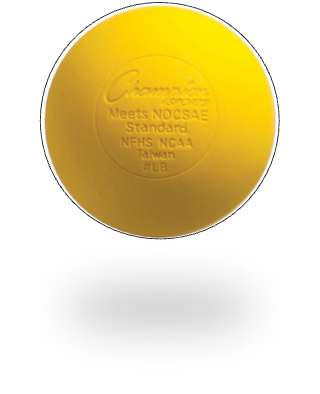 Champion
SPORTS
Meets NOCSAE
Standard.
NFHS NCAA
Taiwan
#LB